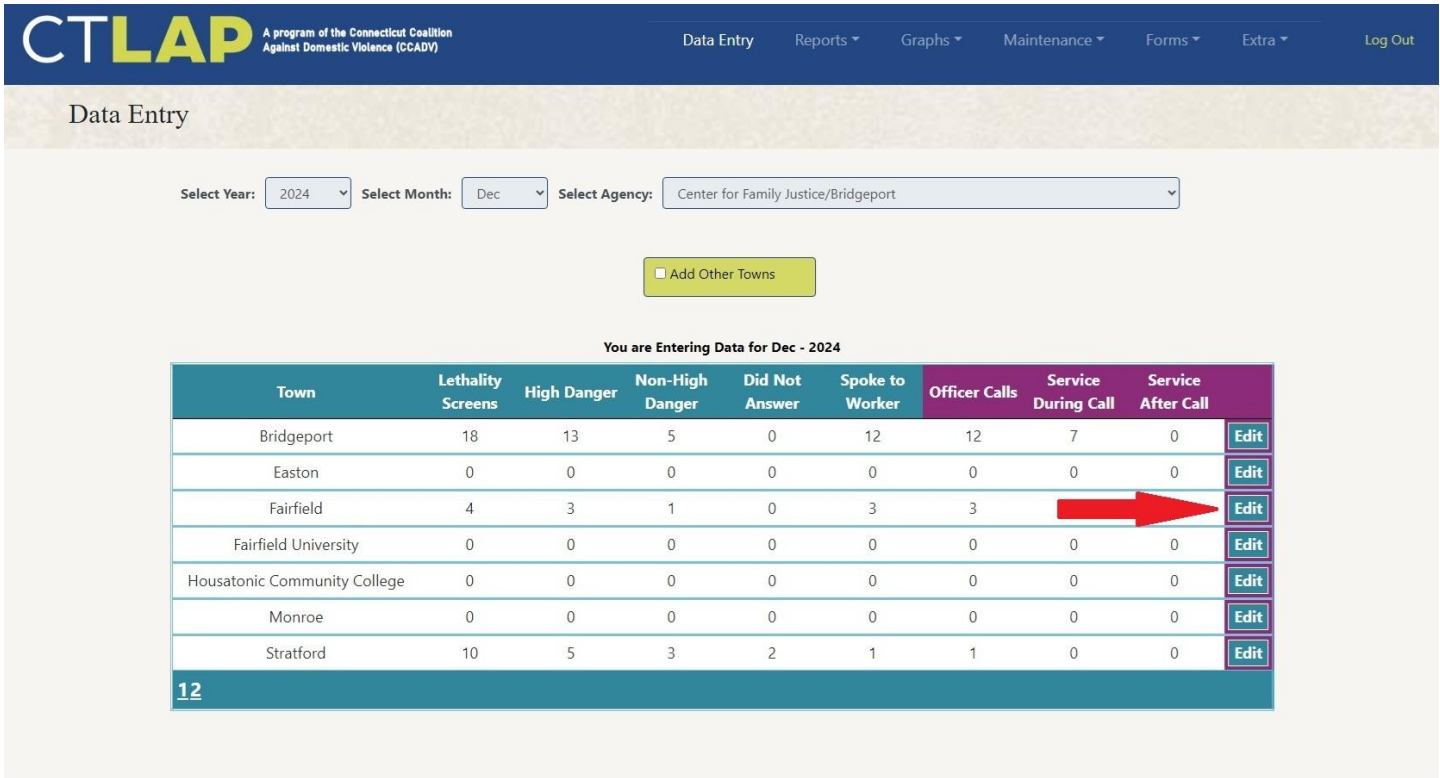 CTLAP A program of the Connecticut Coalition
Against Domestic Violence (CCADV)
Data Entry Reports Graphs Maintenance Forms Extra Log Out
Data Entry
Select Year: 2024 Select Month: Dec Select Agency: Center for Family Justice/Bridgeport
Add Other Towns
You are Entering Data for Dec - 2024
Town Lethality Screens High Danger Non-High Danger Did Not Answer Spoke to Worker Officer Calls Service During Call Service After Call
Bridgeport 18 13 5 0 12 12 7 0 Edit
Easton 0 0 0 0 0 0 0 0 Edit
Fairfield 4 3 1 0 3 3 Edit
Fairfield University 0 0 0 0 0 0 0 0 Edit
Housatonic Community College 0 0 0 0 0 0 0 0 Edit
Monroe 0 0 0 0 0 0 0 0 Edit
Stratford 10 5 3 2 1 1 0 0 Edit
12